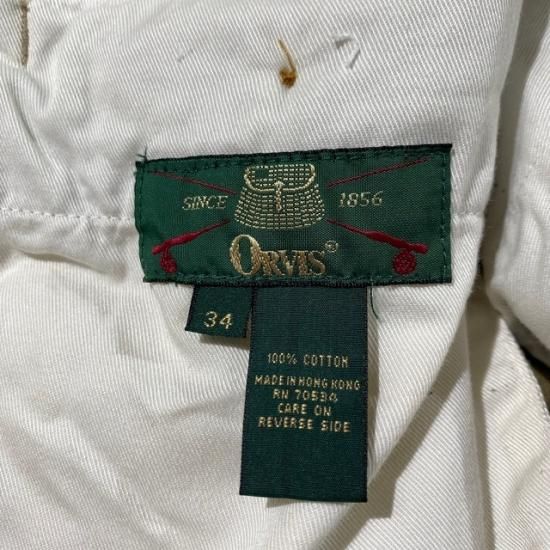 SINCE 1856
ORVIS®
34
100% COTTON
MADE IN HONG KONG
RN 70534
CARE ON
REVERSE SIDE